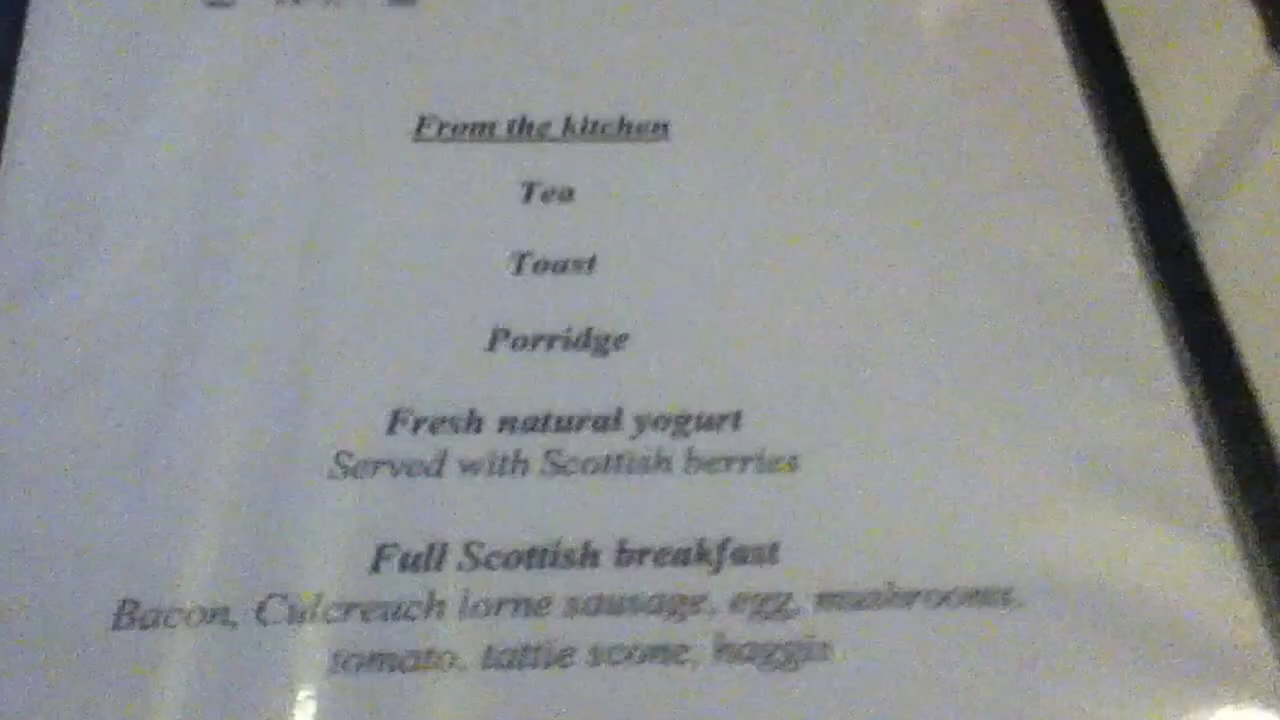 From the kitchen
Tea
Toast
Porridge
Fresh natural yogurt
Served with Scottish berries
Full Scottish breakfast
Bacon, Culcreuch lorne sausage, egg, mushrooms,
tomato, tattie scone, haggis